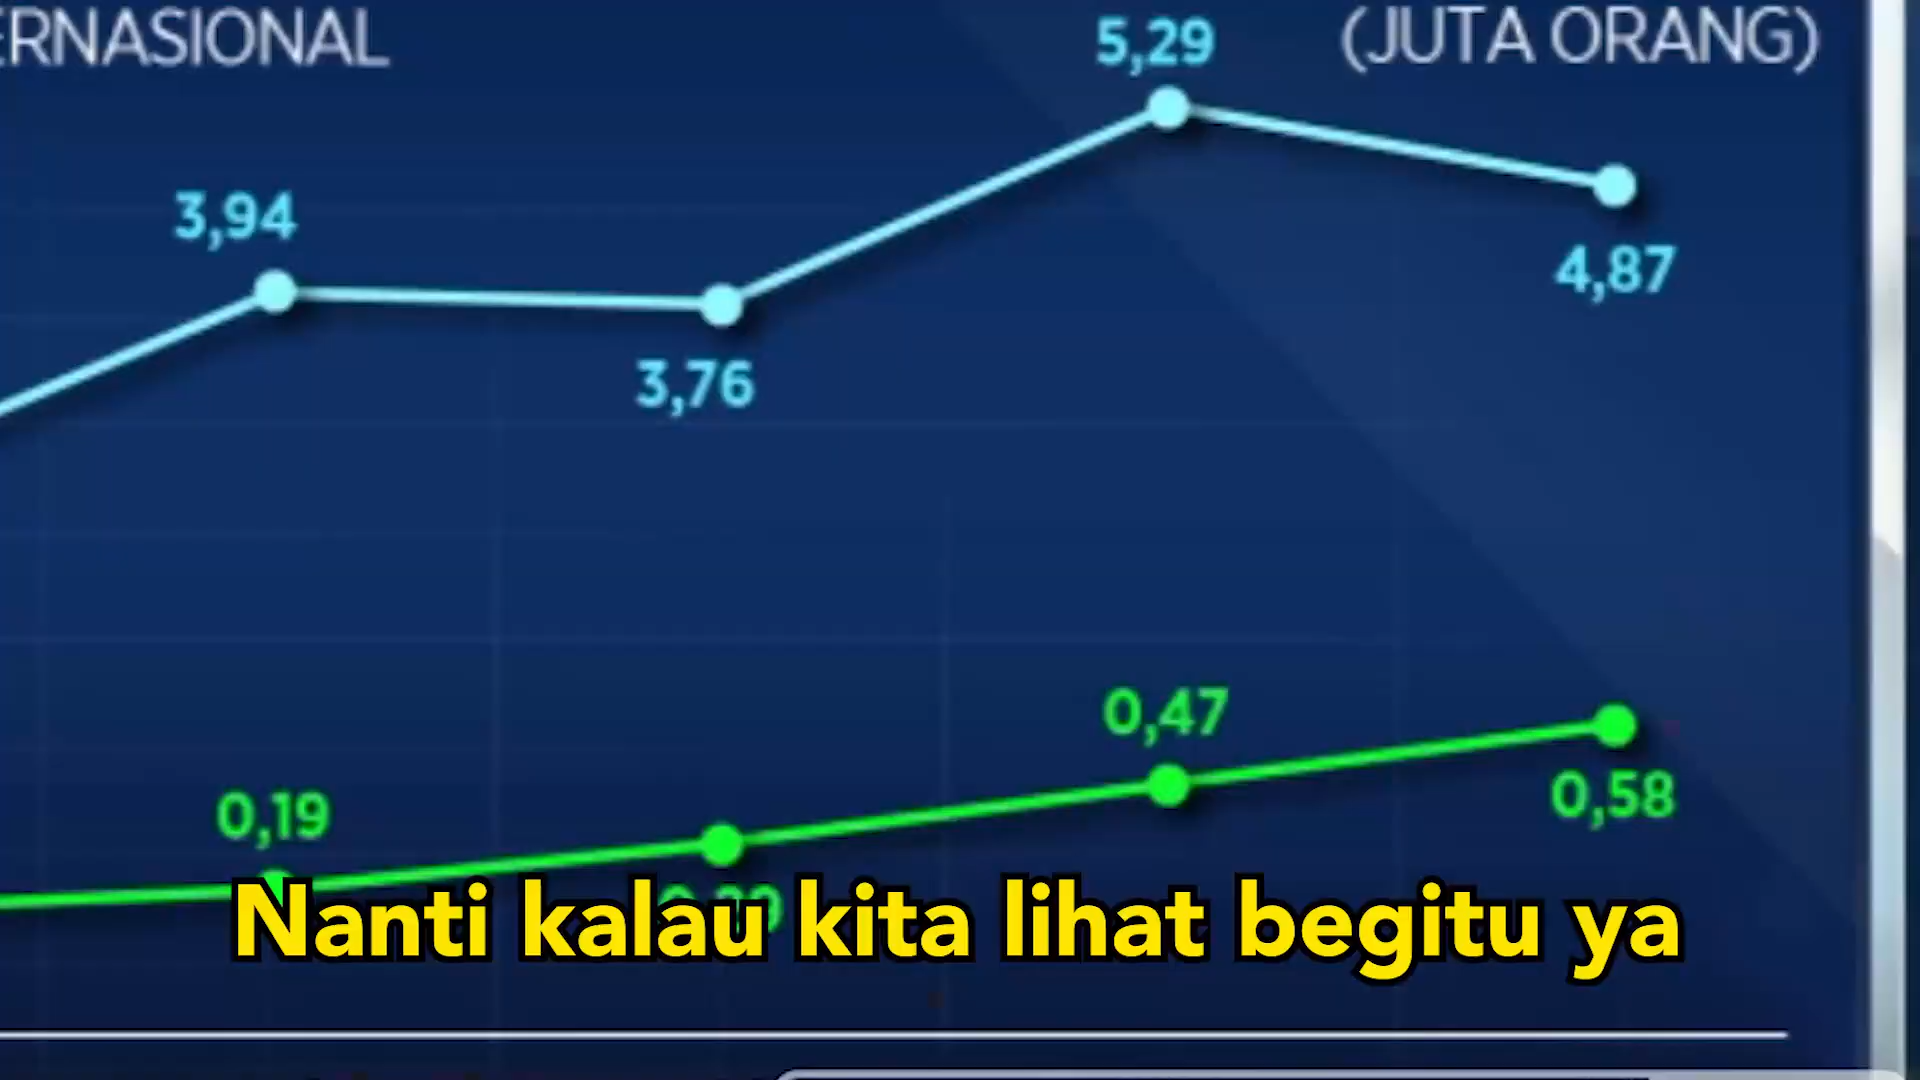 ERNASIONAL
(JUTA ORANG)
5,29
3,94
4,87
3,76
0,47
0,58
0,19
Nanti kalau kita lihat begitu ya